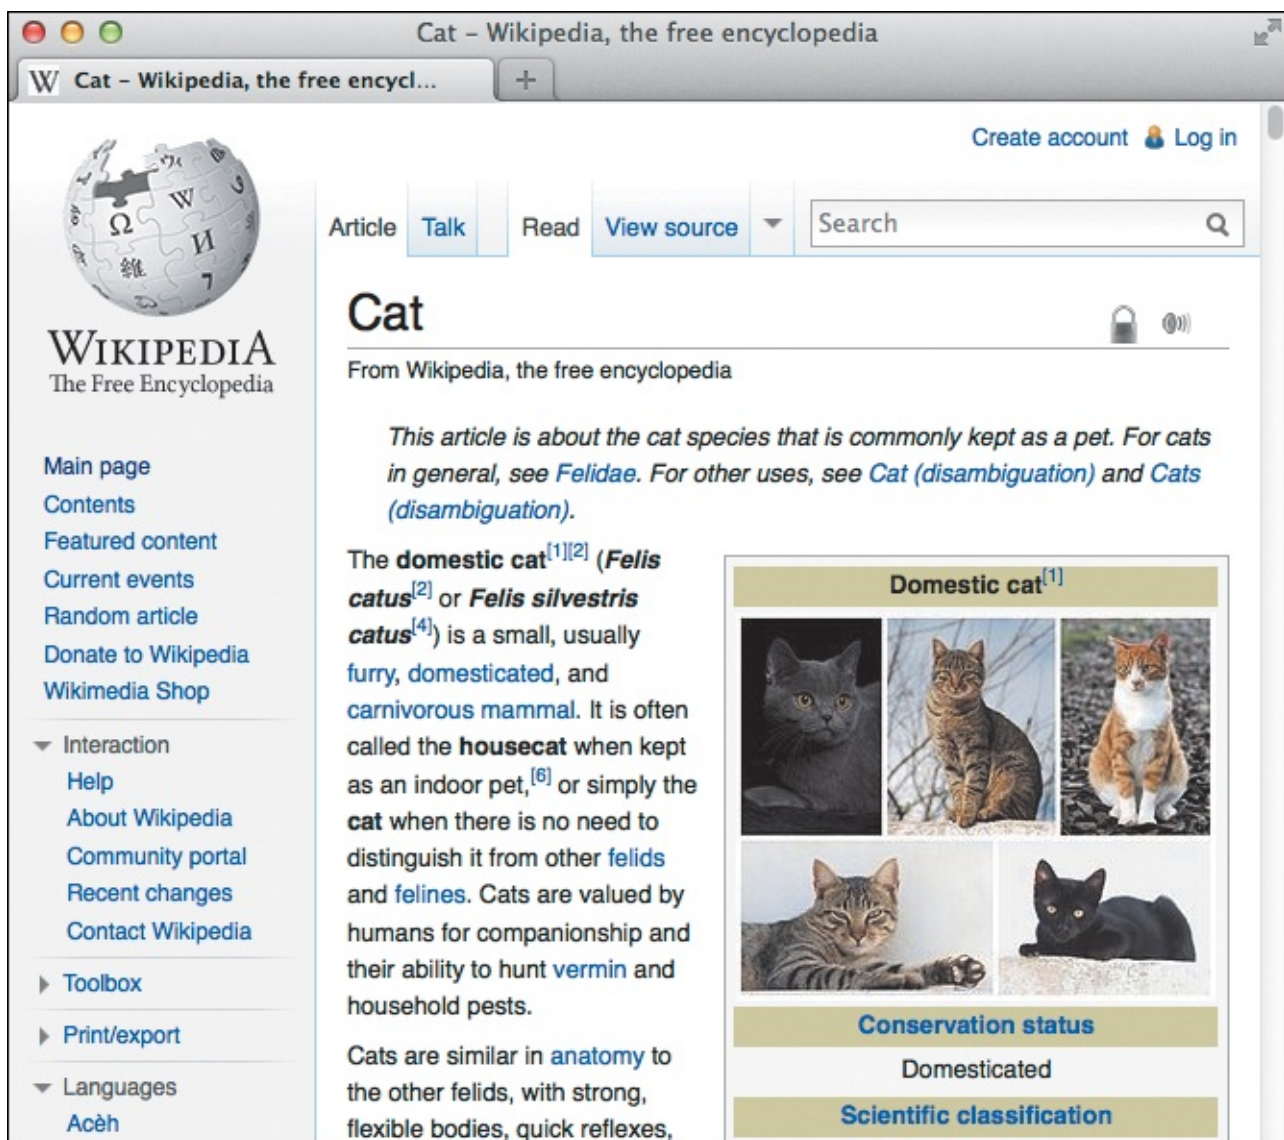 Cat – Wikipedia, the free encyclopedia
W Cat – Wikipedia, the free encycl... +
Create account Log in
Article Talk Read View source Search
Ω W И 維 7
WIKIPEDIA
The Free Encyclopedia
Main page
Contents
Featured content
Current events
Random article
Donate to Wikipedia
Wikimedia Shop
Interaction
Help
About Wikipedia
Community portal
Recent changes
Contact Wikipedia
Toolbox
Print/export
Languages
Acèh
Cat
From Wikipedia, the free encyclopedia
This article is about the cat species that is commonly kept as a pet. For cats
in general, see Felidae. For other uses, see Cat (disambiguation) and Cats
(disambiguation).
The domestic cat[1][2] (Felis
catus[2] or Felis silvestris
catus[4]) is a small, usually
furry, domesticated, and
carnivorous mammal. It is often
called the housecat when kept
as an indoor pet,[6] or simply the
cat when there is no need to
distinguish it from other felids
and felines. Cats are valued by
humans for companionship and
their ability to hunt vermin and
household pests.
Cats are similar in anatomy to
the other felids, with strong,
flexible bodies, quick reflexes,
Domestic cat[1]
Conservation status
Domesticated
Scientific classification